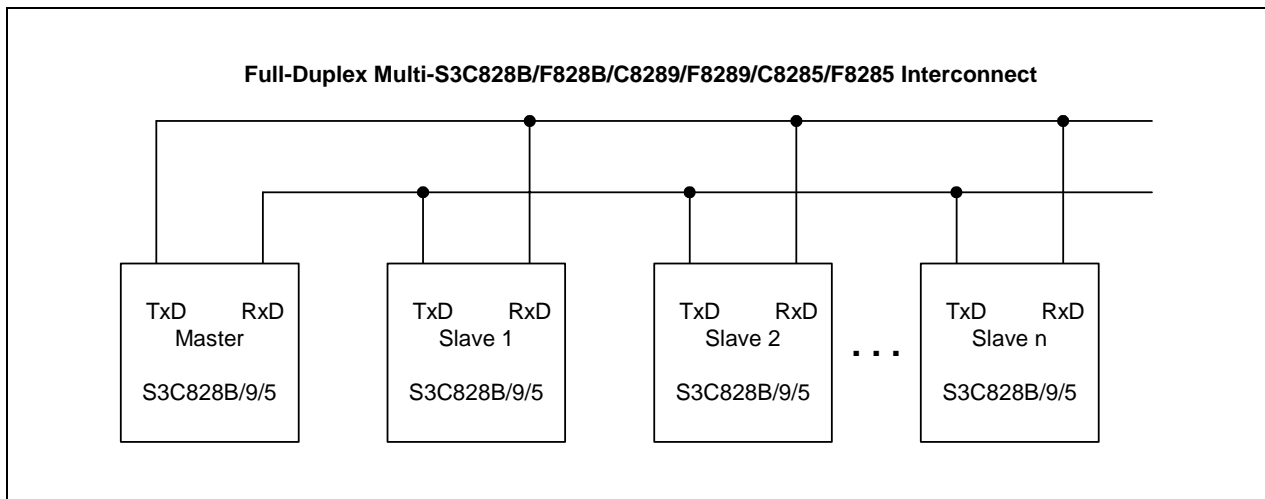 Full-Duplex Multi-S3C828B/F828B/C8289/F8289/C8285/F8285 Interconnect
TxD RxD
Master
S3C828B/9/5
TxD RxD
Slave 1
S3C828B/9/5
TxD RxD
Slave 2
S3C828B/9/5
. . .
TxD RxD
Slave n
S3C828B/9/5